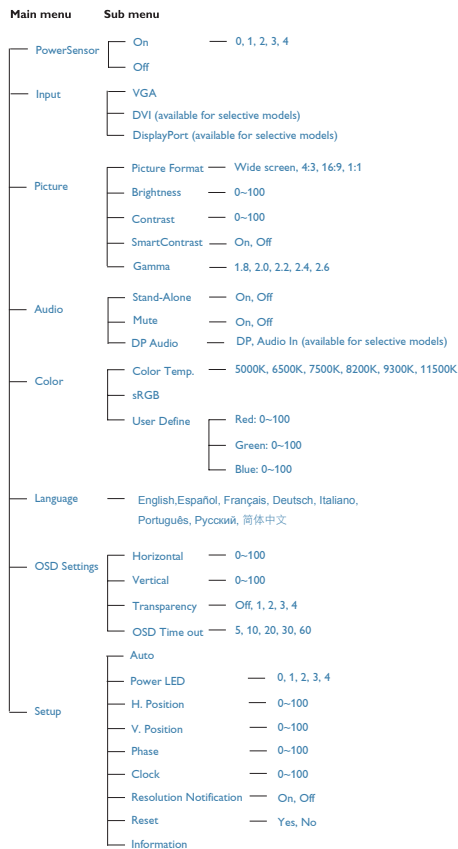 Main menu Sub menu
PowerSensor On 0, 1, 2, 3, 4
Off
Input VGA
DVI (available for selective models)
DisplayPort (available for selective models)
Picture Picture Format Wide screen, 4:3, 16:9, 1:1
Brightness 0~100
Contrast 0~100
SmartContrast On, Off
Gamma 1.8, 2.0, 2.2, 2.4, 2.6
Audio Stand-Alone On, Off
Mute On, Off
DP Audio DP, Audio In (available for selective models)
Color Color Temp. 5000K, 6500K, 7500K, 8200K, 9300K, 11500K
sRGB
User Define Red: 0~100
Green: 0~100
Blue: 0~100
Language English,Español, Français, Deutsch, Italiano,
Português, Русский, 简体中文
OSD Settings Horizontal 0~100
Vertical 0~100
Transparency Off, 1, 2, 3, 4
OSD Time out 5, 10, 20, 30, 60
Setup Auto
Power LED 0, 1, 2, 3, 4
H. Position 0~100
V. Position 0~100
Phase 0~100
Clock 0~100
Resolution Notification On, Off
Reset Yes, No
Information